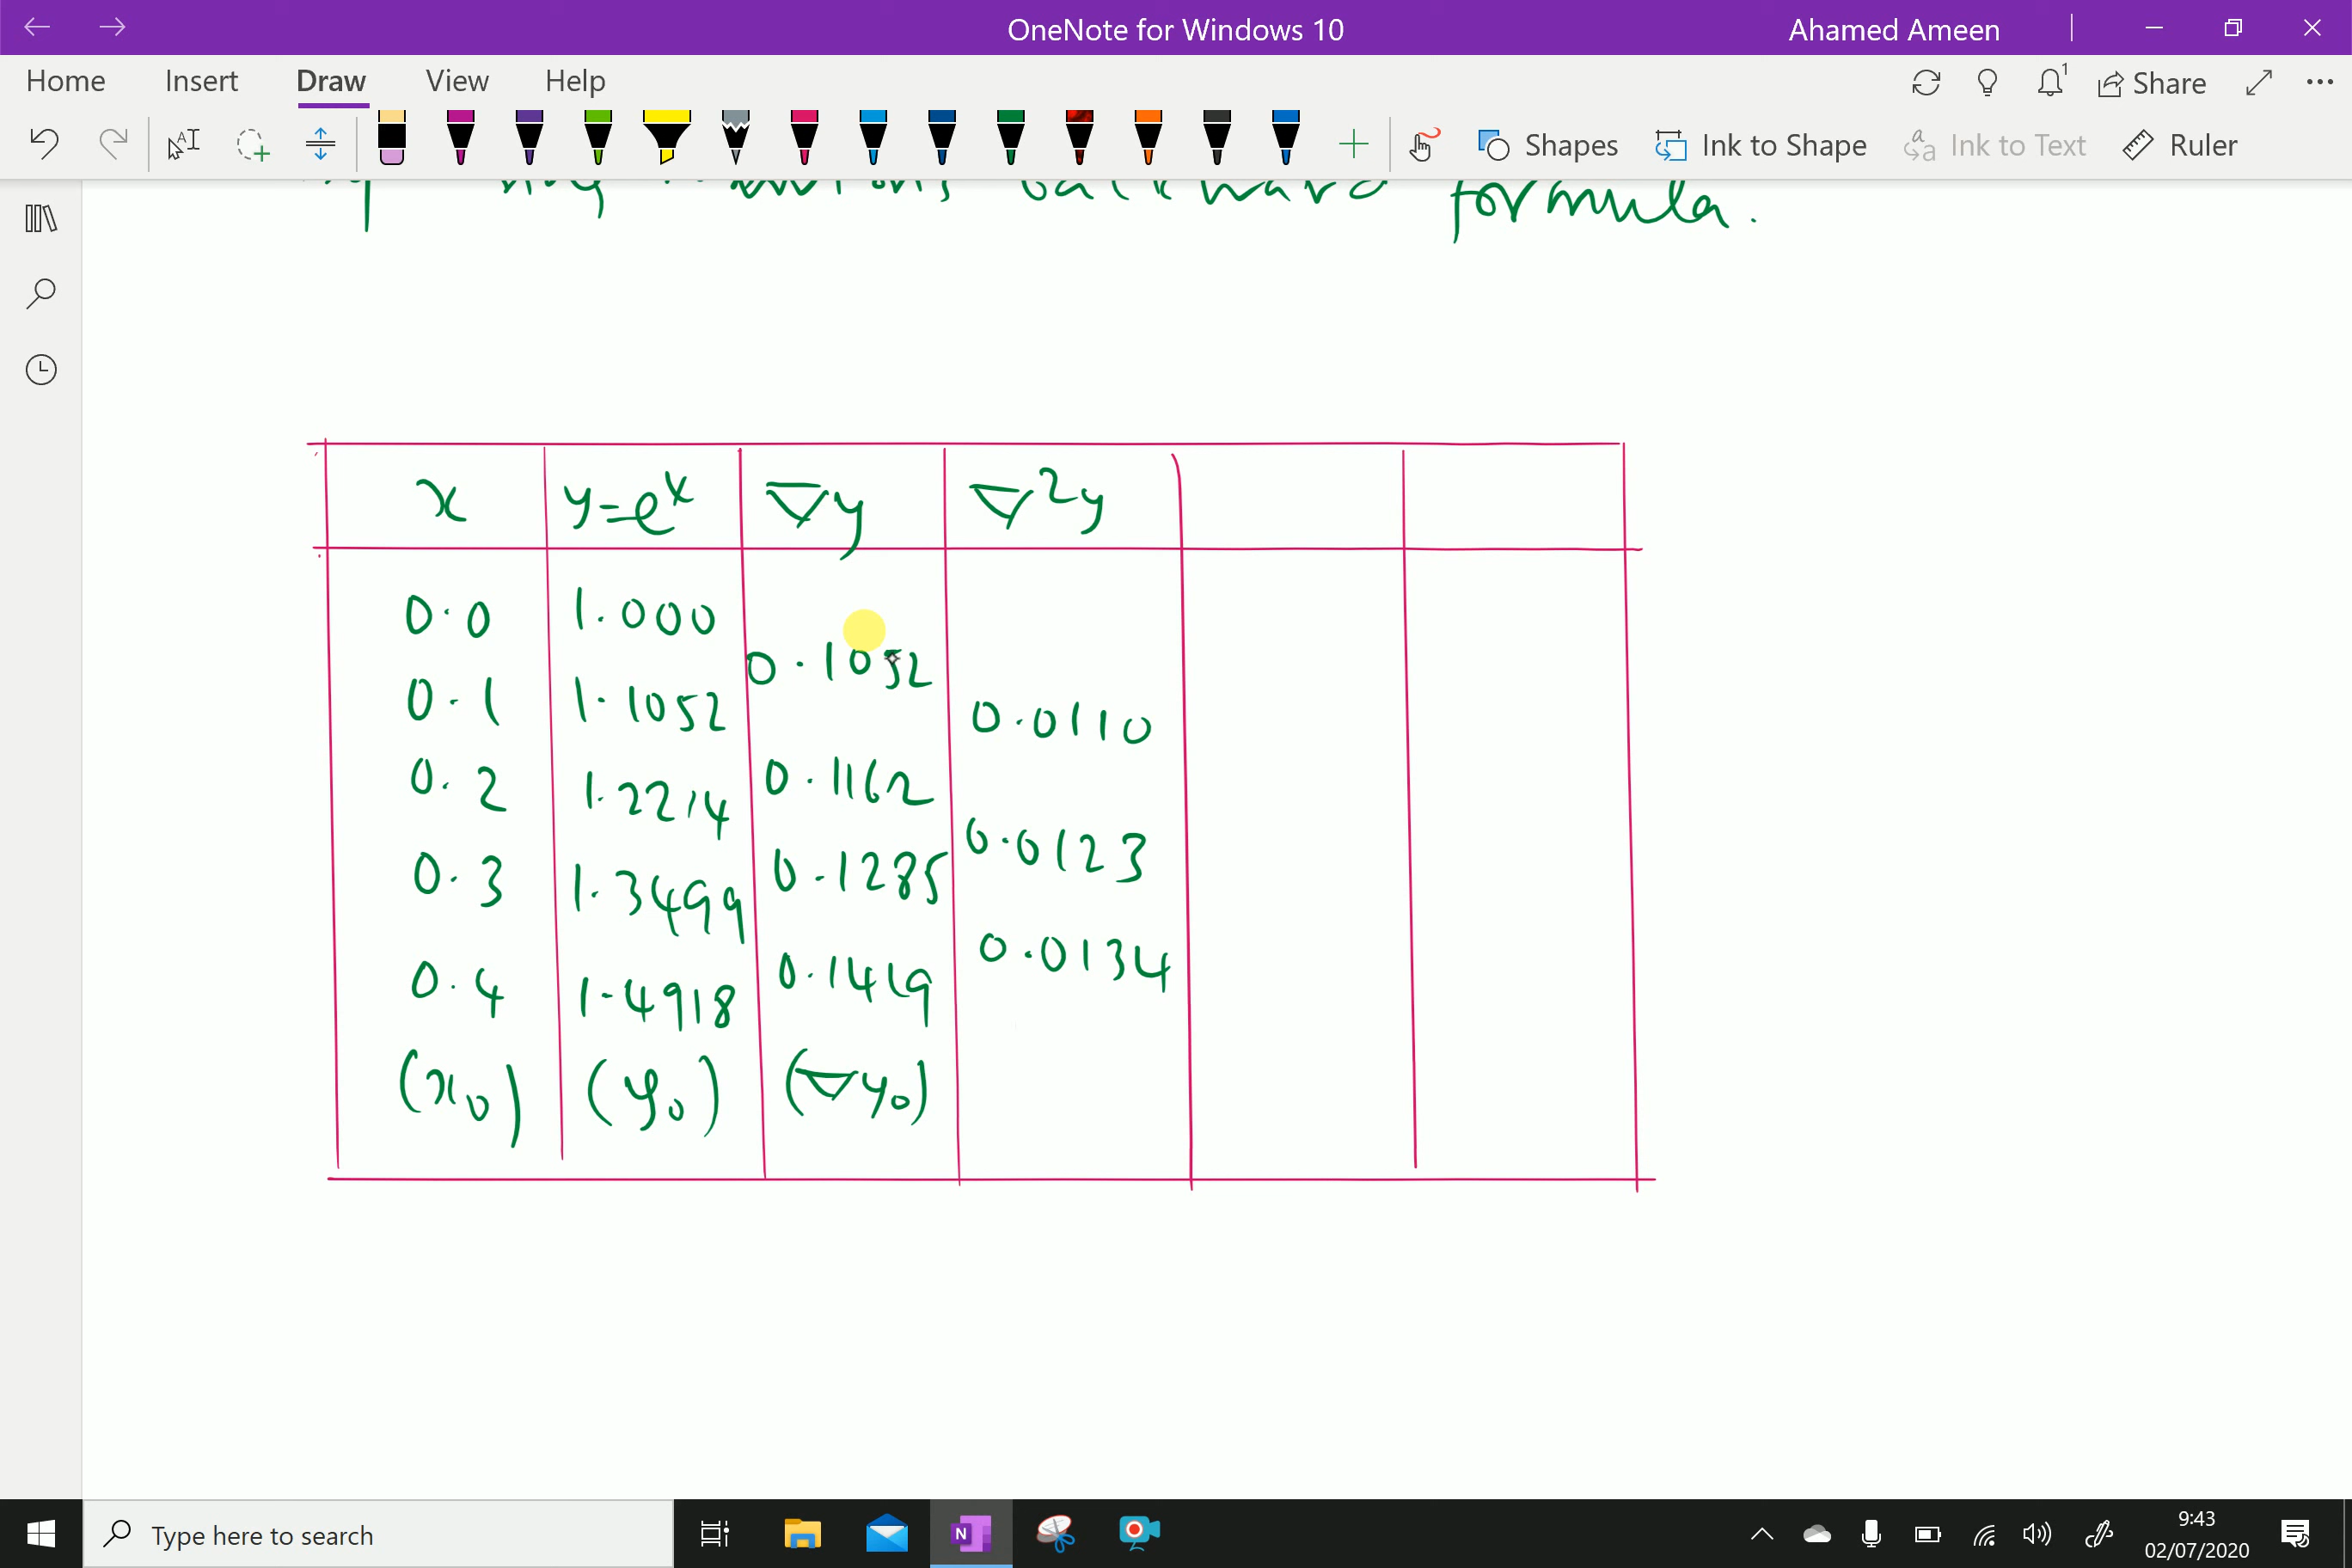 OneNote for Windows 10
Ahamed Ameen
Home Insert Draw View Help
1
Share
Shapes Ink to Shape Ink to Text Ruler
backward formula.
x y=eˣ ∇y ∇²y
0.0 1.000
0.1052
0.1 1.1052
0.0110
0.2 1.2214 0.1162
0.0123
0.3 1.3499 0.1285
0.0134
0.4 1.4918 0.1419
(x₀) (y₀) (∇y₀)
Type here to search
N
9:43
02/07/2020